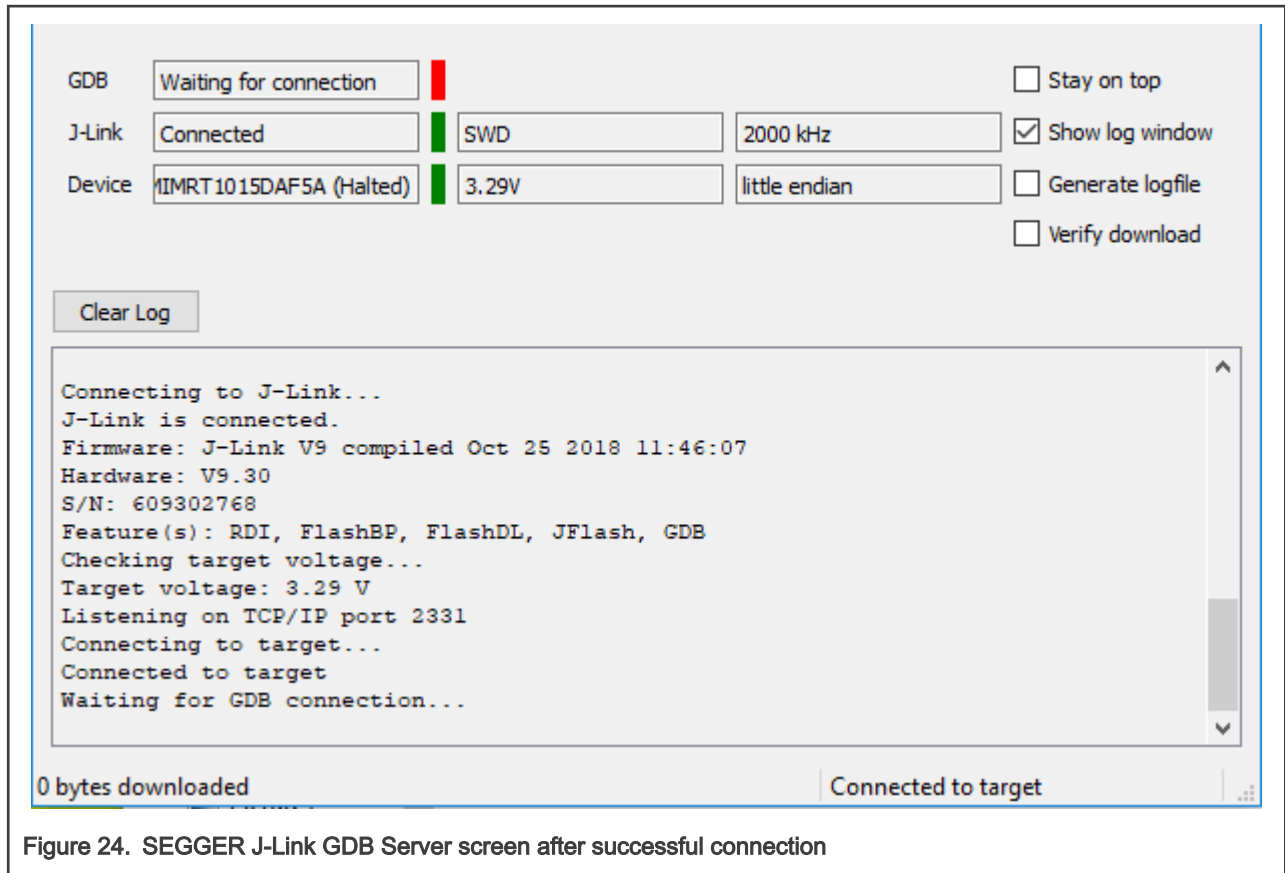 GDB Waiting for connection Stay on top
J-Link Connected SWD 2000 kHz Show log window
Device MIMRT1015DAF5A (Halted) 3.29V little endian Generate logfile
Verify download
Clear Log
Connecting to J-Link...
J-Link is connected.
Firmware: J-Link V9 compiled Oct 25 2018 11:46:07
Hardware: V9.30
S/N: 609302768
Feature(s): RDI, FlashBP, FlashDL, JFlash, GDB
Checking target voltage...
Target voltage: 3.29 V
Listening on TCP/IP port 2331
Connecting to target...
Connected to target
Waiting for GDB connection...
0 bytes downloaded Connected to target
Figure 24. SEGGER J-Link GDB Server screen after successful connection